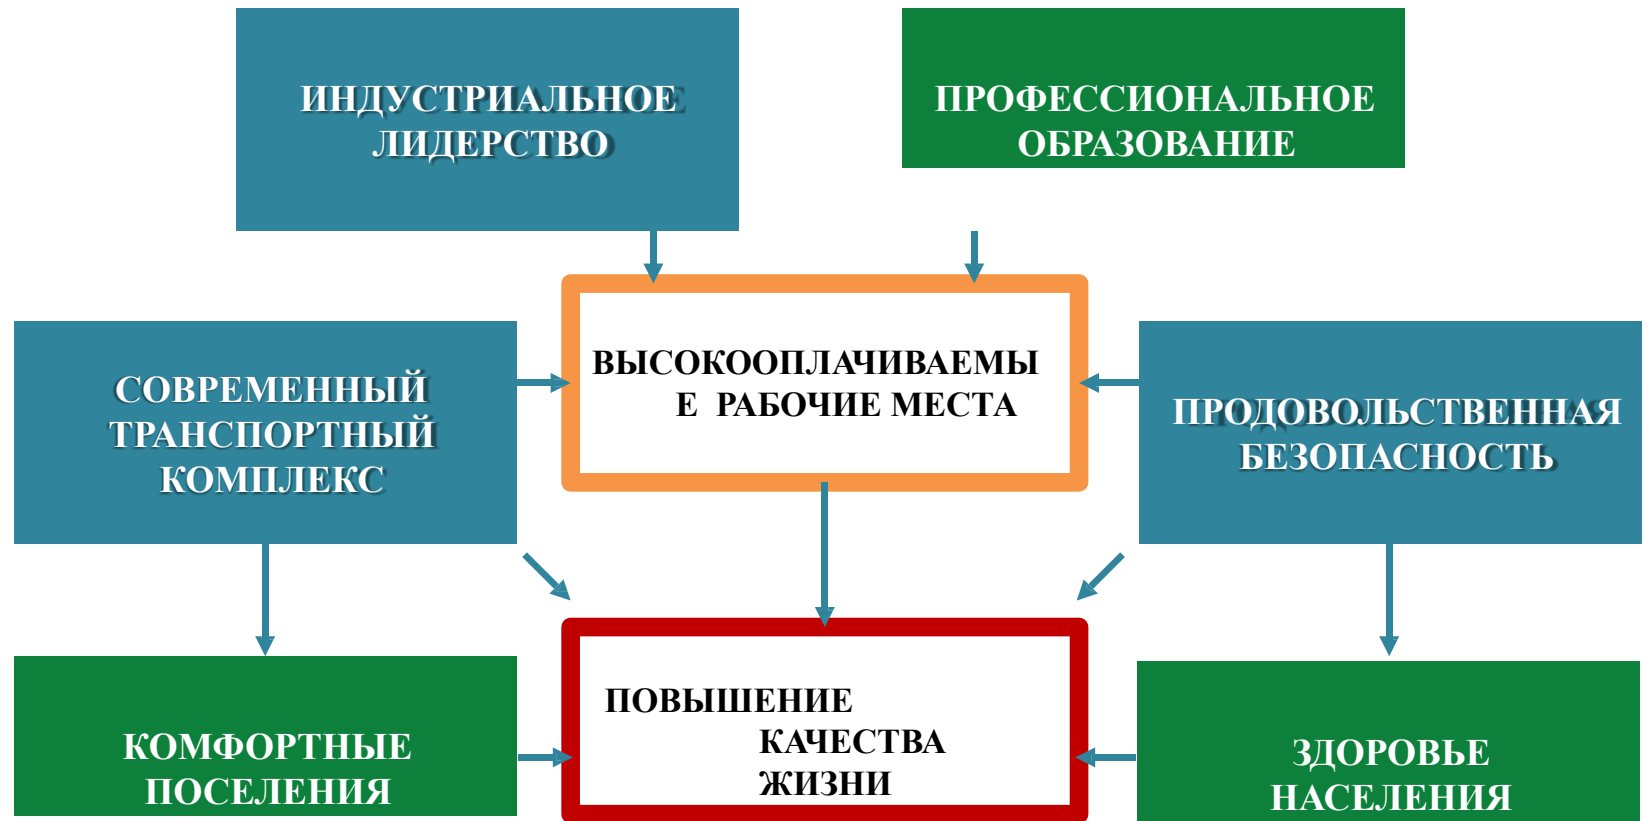 ИНДУСТРИАЛЬНОЕ
ЛИДЕРСТВО
ПРОФЕССИОНАЛЬНОЕ
ОБРАЗОВАНИЕ
СОВРЕМЕННЫЙ
ТРАНСПОРТНЫЙ
КОМПЛЕКС
ВЫСОКООПЛАЧИВАЕМЫ
Е РАБОЧИЕ МЕСТА
ПРОДОВОЛЬСТВЕННАЯ
БЕЗОПАСНОСТЬ
КОМФОРТНЫЕ
ПОСЕЛЕНИЯ
ПОВЫШЕНИЕ
КАЧЕСТВА
ЖИЗНИ
ЗДОРОВЬЕ
НАСЕЛЕНИЯ